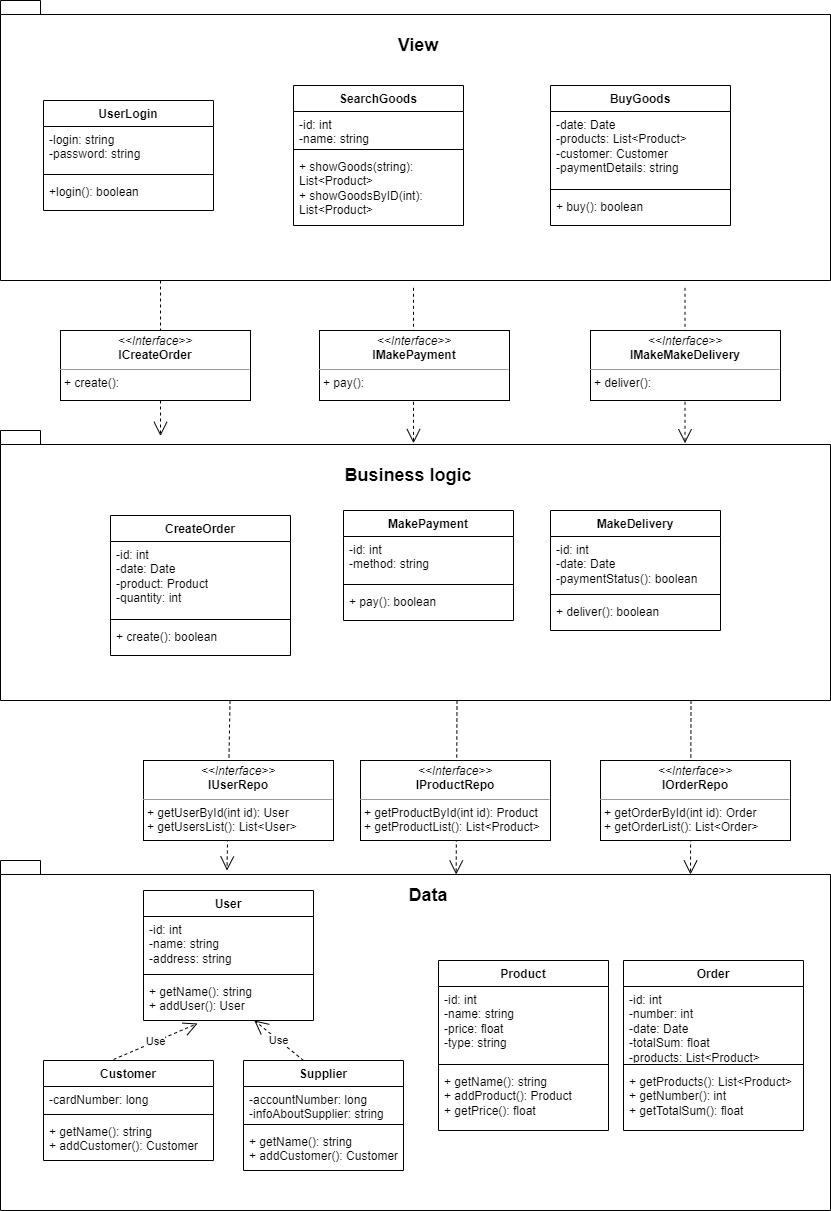 View
UserLogin
-login: string
-password: string
+login(): boolean
SearchGoods
-id: int
-name: string
+ showGoods(string):
List<Product>
+ showGoodsByID(int):
List<Product>
BuyGoods
-date: Date
-products: List<Product>
-customer: Customer
-paymentDetails: string
+ buy(): boolean
<<Interface>>
ICreateOrder
+ create():
<<Interface>>
IMakePayment
+ pay():
<<Interface>>
IMakeMakeDelivery
+ deliver():
Business logic
CreateOrder
-id: int
-date: Date
-product: Product
-quantity: int
+ create(): boolean
MakePayment
-id: int
-method: string
+ pay(): boolean
MakeDelivery
-id: int
-date: Date
-paymentStatus(): boolean
+ deliver(): boolean
<<Interface>>
IUserRepo
+ getUserById(int id): User
+ getUsersList(): List<User>
<<Interface>>
IProductRepo
+ getProductById(int id): Product
+ getProductList(): List<Product>
<<Interface>>
IOrderRepo
+ getOrderById(int id): Order
+ getOrderList(): List<Order>
Data
User
-id: int
-name: string
-address: string
+ getName(): string
+ addUser(): User
Use
Use
Customer
-cardNumber: long
+ getName(): string
+ addCustomer(): Customer
Supplier
-accountNumber: long
-infoAboutSupplier: string
+ getName(): string
+ addCustomer(): Customer
Product
-id: int
-name: string
-price: float
-type: string
+ getName(): string
+ addProduct(): Product
+ getPrice(): float
Order
-id: int
-number: int
-date: Date
-totalSum: float
-products: List<Product>
+ getProducts(): List<Product>
+ getNumber(): int
+ getTotalSum(): float